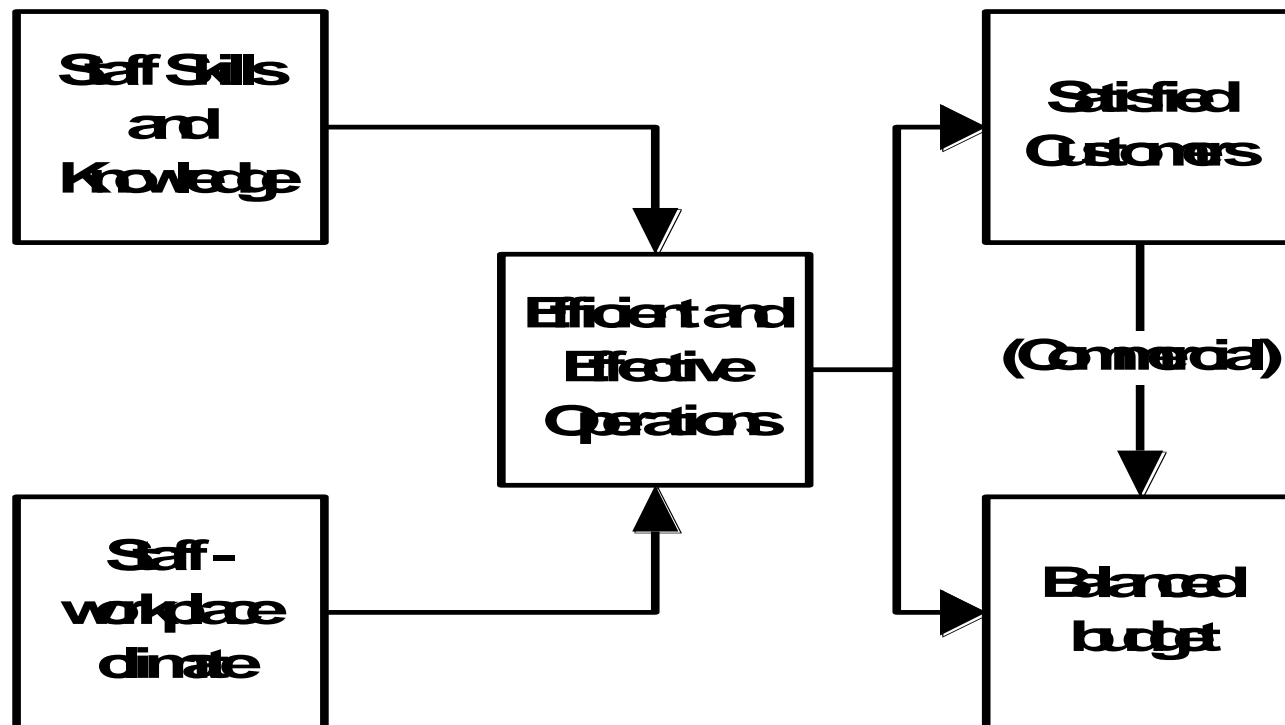 Staff Skills
and
Knowledge
Satisfied
Customers
Efficient and
Effective
Operations
(Commercial)
Staff -
workplace
climate
Balanced
budget